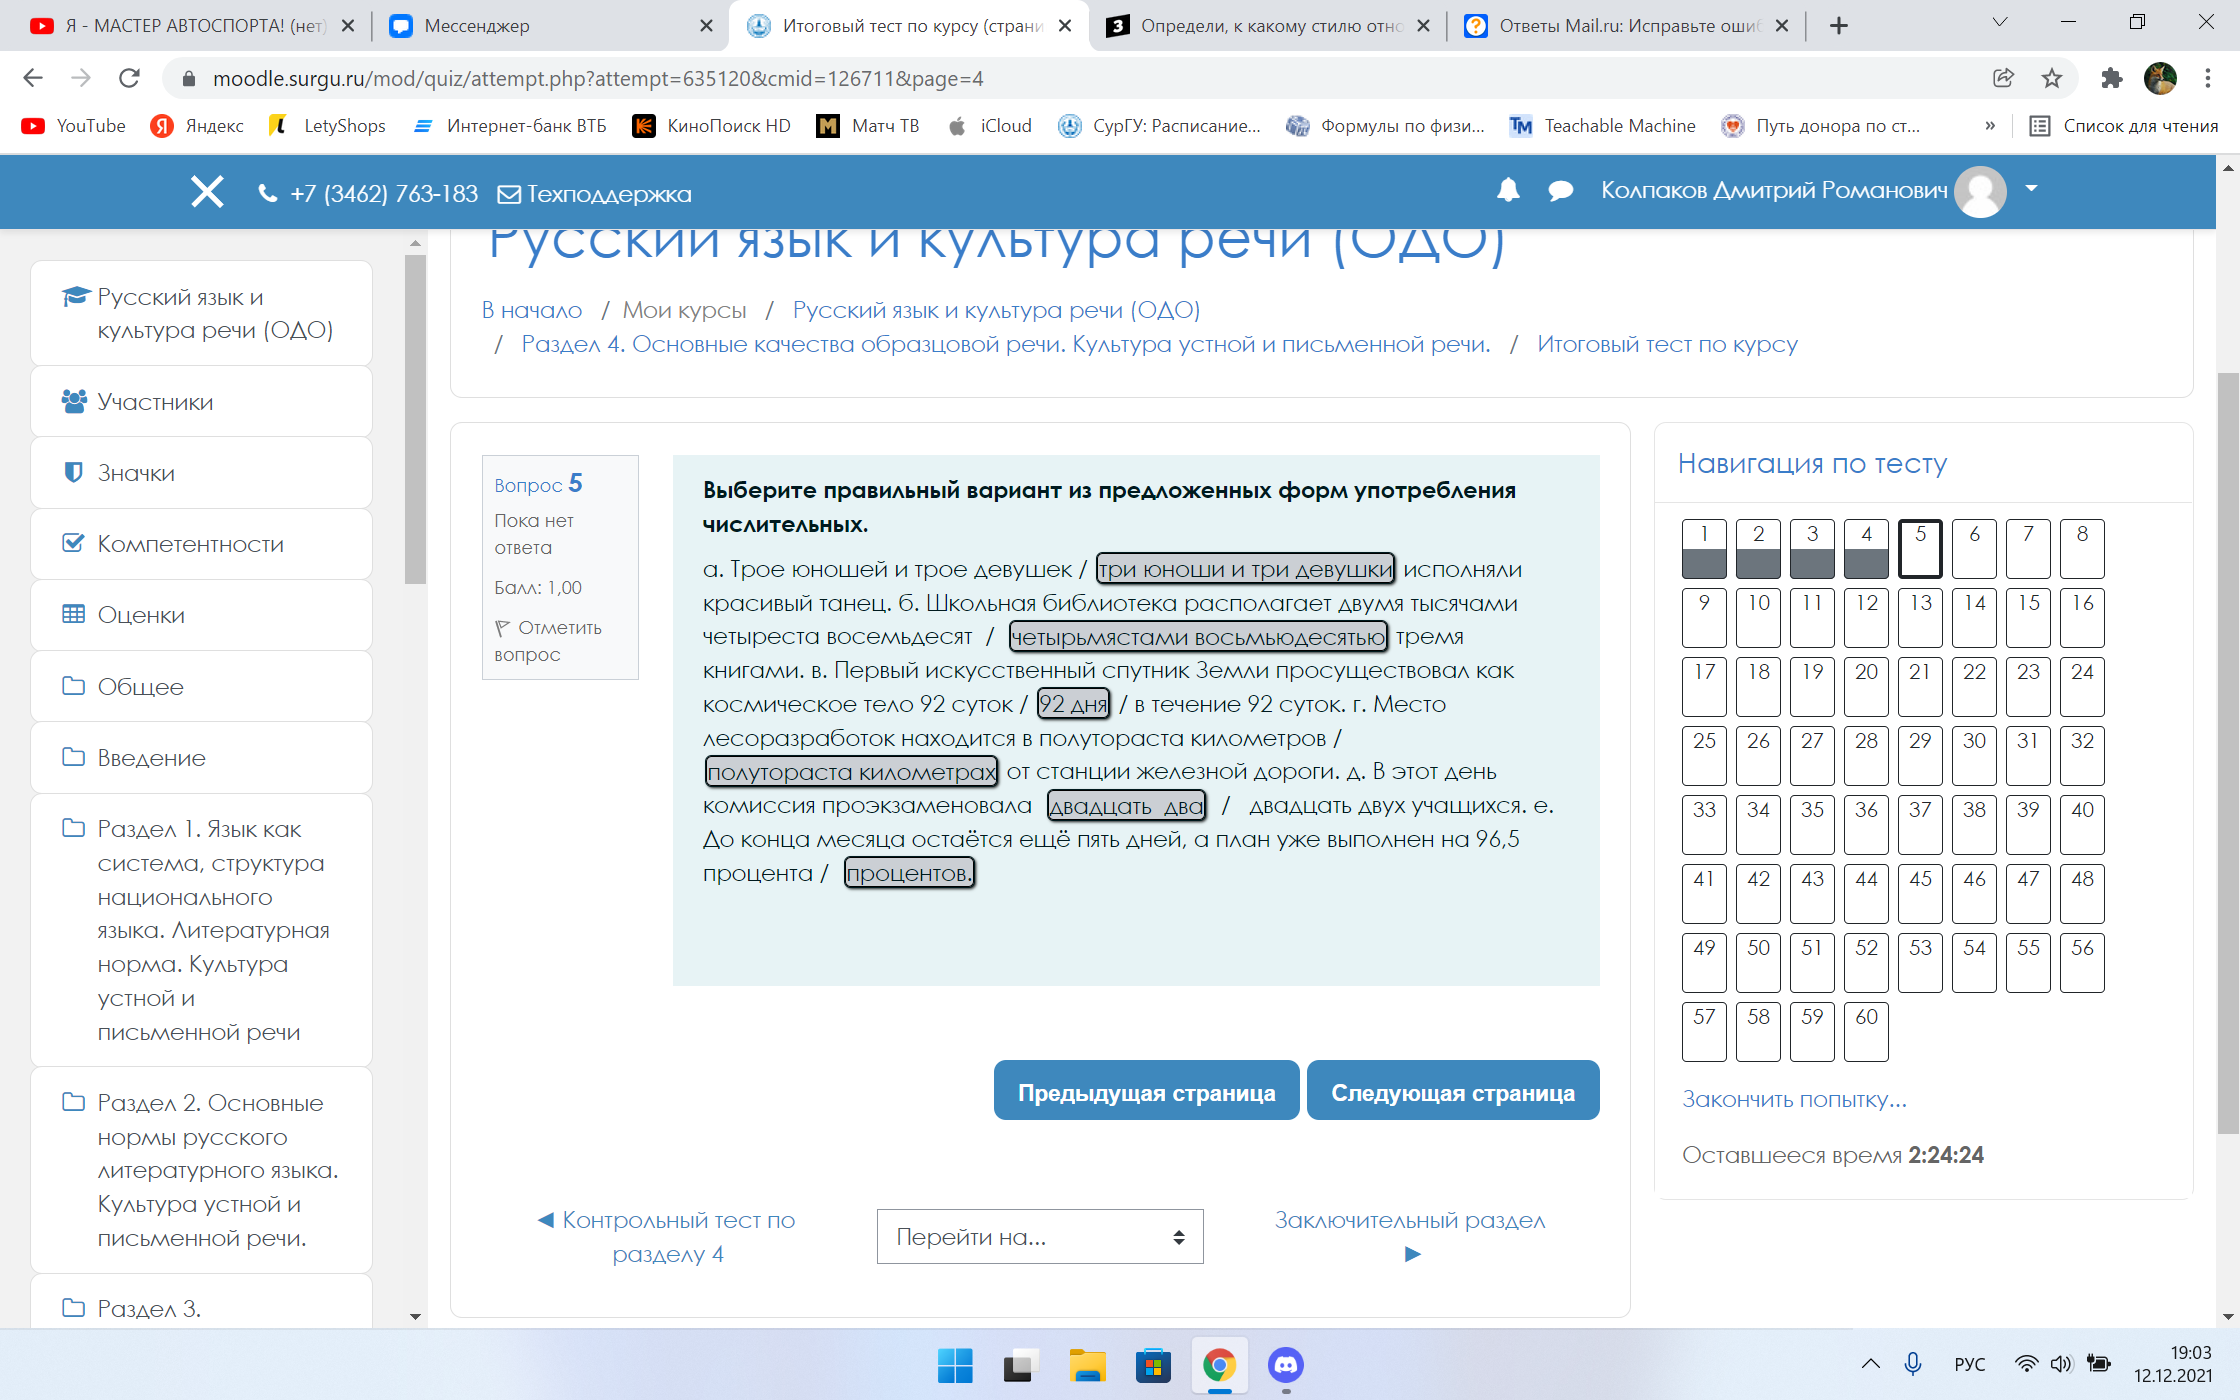 Я - МАСТЕР АВТОСПОРТА! (нет)
Мессенджер
Итоговый тест по курсу (страни
Определи, к какому стилю отно
Ответы Mail.ru: Исправьте ошиб
moodle.surgu.ru/mod/quiz/attempt.php?attempt=635120&cmid=126711&page=4
YouTube
Яндекс
LetyShops
Интернет-банк ВТБ
КиноПоиск HD
Матч ТВ
iCloud
СурГУ: Расписание...
Формулы по физи...
Teachable Machine
Путь донора по ст...
»
Список для чтения
+7 (3462) 763-183
Техподдержка
Колпаков Дмитрий Романович
Русский язык и культура речи (ОДО)
В начало / Мои курсы / Русский язык и культура речи (ОДО)
/ Раздел 4. Основные качества образцовой речи. Культура устной и письменной речи. / Итоговый тест по курсу
Русский язык и
культура речи (ОДО)
Участники
Значки
Компетентности
Оценки
Общее
Введение
Раздел 1. Язык как
система, структура
национального
языка. Литературная
норма. Культура
устной и
письменной речи
Раздел 2. Основные
нормы русского
литературного языка.
Культура устной и
письменной речи.
Раздел 3.
Вопрос 5
Пока нет
ответа
Балл: 1,00
Отметить
вопрос
Выберите правильный вариант из предложенных форм употребления
числительных.
а. Трое юношей и трое девушек / три юноши и три девушки исполняли
красивый танец. б. Школьная библиотека располагает двумя тысячами
четыреста восемьдесят / четырьмястами восьмьюдесятью тремя
книгами. в. Первый искусственный спутник Земли просуществовал как
космическое тело 92 суток / 92 дня / в течение 92 суток. г. Место
лесоразработок находится в полутораста километров /
полутораста километрах от станции железной дороги. д. В этот день
комиссия проэкзаменовала двадцать два / двадцать двух учащихся. е.
До конца месяца остаётся ещё пять дней, а план уже выполнен на 96,5
процента / процентов.
Предыдущая страница
Следующая страница
◄ Контрольный тест по
разделу 4
Перейти на...
Заключительный раздел
►
Навигация по тесту
1 2 3 4 5 6 7 8
9 10 11 12 13 14 15 16
17 18 19 20 21 22 23 24
25 26 27 28 29 30 31 32
33 34 35 36 37 38 39 40
41 42 43 44 45 46 47 48
49 50 51 52 53 54 55 56
57 58 59 60
Закончить попытку...
Оставшееся время 2:24:24
РУС
19:03
12.12.2021